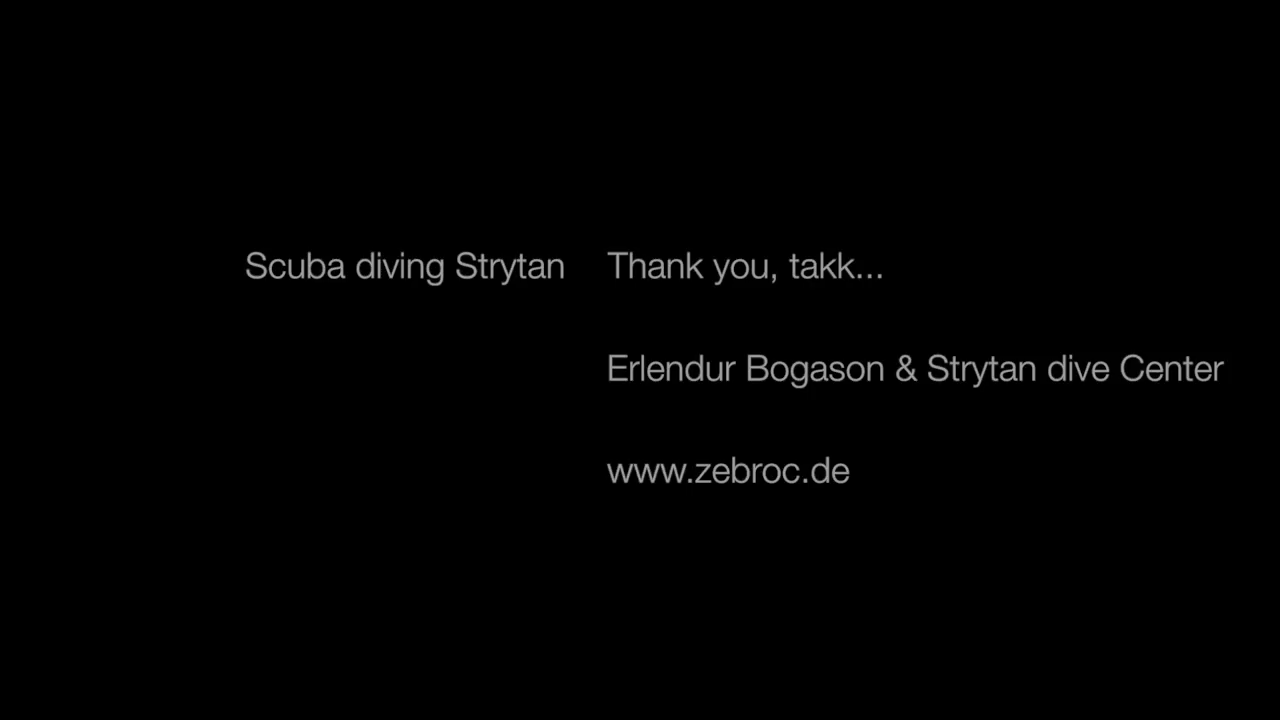 Scuba diving Strytan Thank you, takk...
Erlendur Bogason & Strytan dive Center
www.zebroc.de